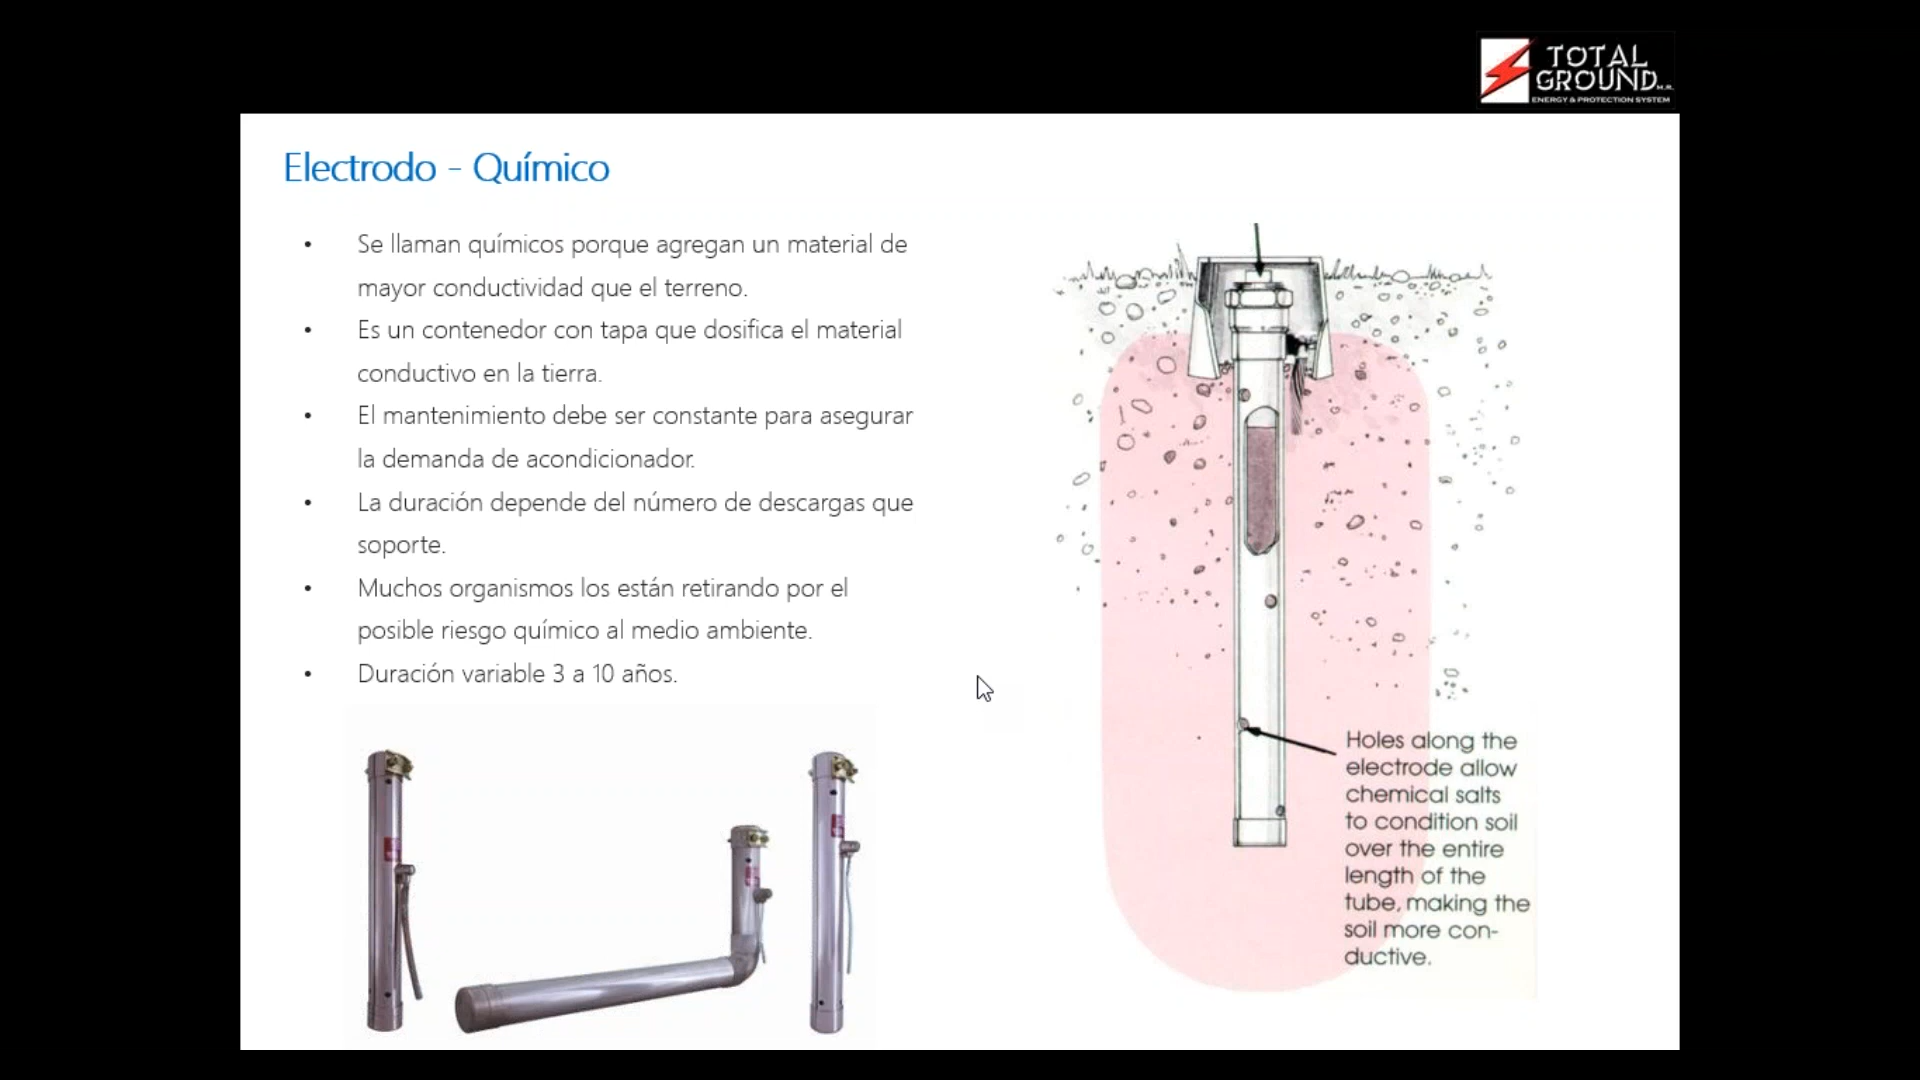 TOTAL
GROUND M.R.
ENERGY & PROTECTION SYSTEM
Electrodo - Químico
• Se llaman químicos porque agregan un material de
mayor conductividad que el terreno.
• Es un contenedor con tapa que dosifica el material
conductivo en la tierra.
• El mantenimiento debe ser constante para asegurar
la demanda de acondicionador.
• La duración depende del número de descargas que
soporte.
• Muchos organismos los están retirando por el
posible riesgo químico al medio ambiente.
• Duración variable 3 a 10 años.
Holes along the
electrode allow
chemical salts
to condition soil
over the entire
length of the
tube, making the
soil more con-
ductive.